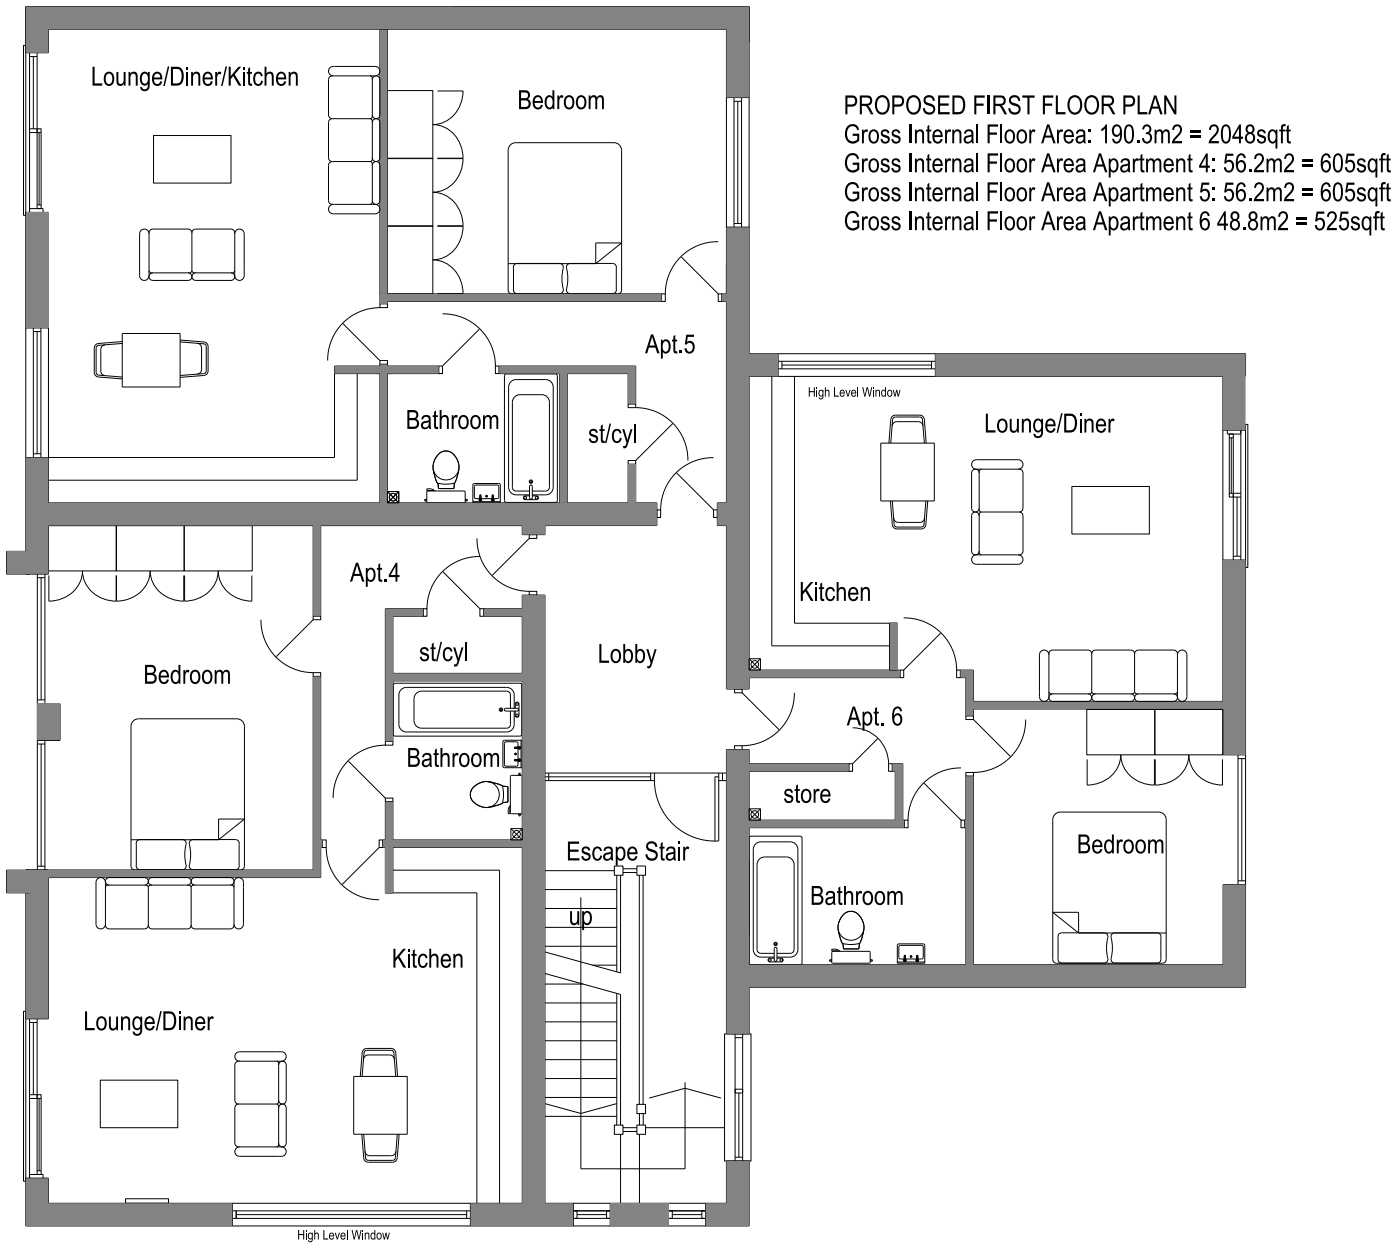 Lounge/Diner/Kitchen
Bedroom
PROPOSED FIRST FLOOR PLAN
Gross Internal Floor Area: 190.3m2 = 2048sqft
Gross Internal Floor Area Apartment 4: 56.2m2 = 605sqft
Gross Internal Floor Area Apartment 5: 56.2m2 = 605sqft
Gross Internal Floor Area Apartment 6 48.8m2 = 525sqft
Apt.5
Bathroom
st/cyl
High Level Window
Lounge/Diner
Kitchen
Apt.4
st/cyl
Lobby
Bedroom
Bathroom
Apt. 6
store
Bedroom
Bathroom
Escape Stair
up
Kitchen
Lounge/Diner
High Level Window